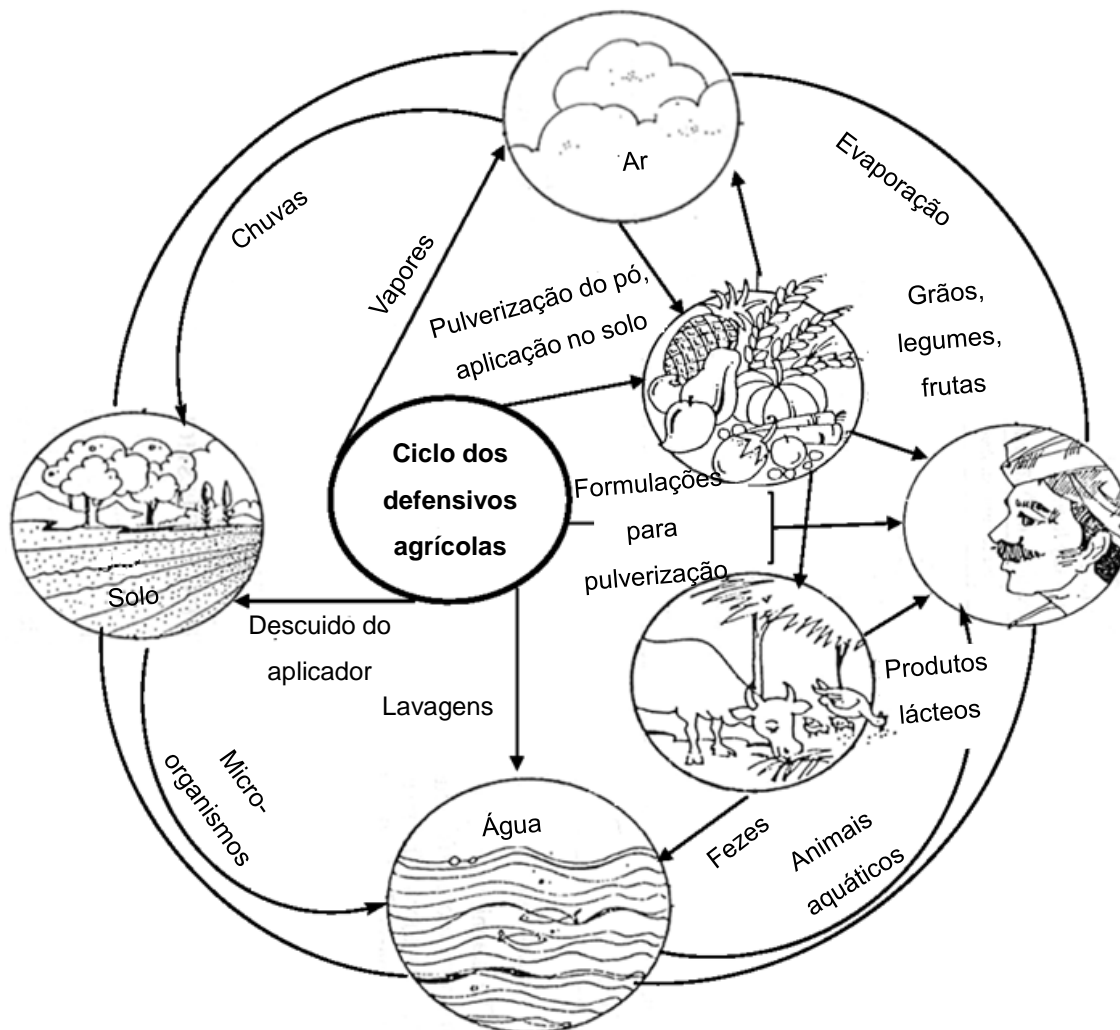 Ar
Evaporação
Chuvas
Vapores
Pulverização do pó,
aplicação no solo
Grãos,
legumes,
frutas
Ciclo dos
defensivos
agrícolas
Formulações
para
pulverização
Solo
Descuido do
aplicador
Lavagens
Produtos
lácteos
Micro-
organismos
Água
Fezes
Animais
aquáticos